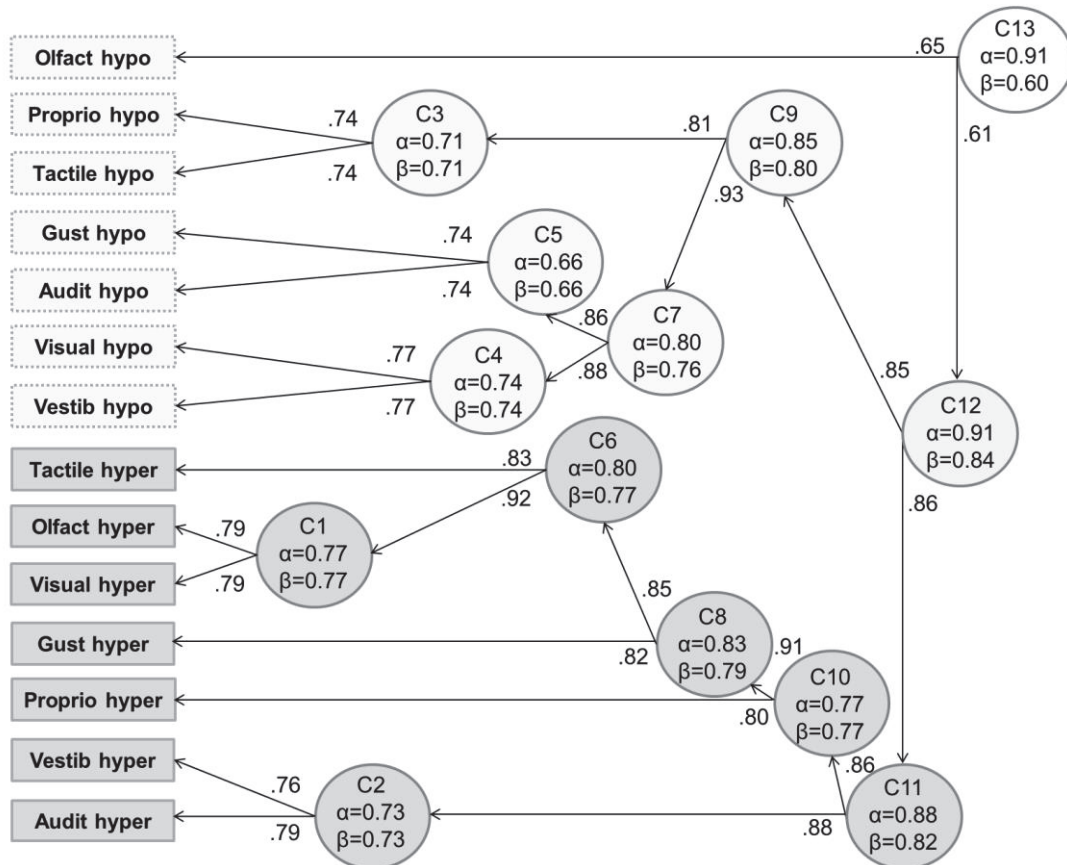 Olfact hypo
Proprio hypo
Tactile hypo
Gust hypo
Audit hypo
Visual hypo
Vestib hypo
Tactile hyper
Olfact hyper
Visual hyper
Gust hyper
Proprio hyper
Vestib hyper
Audit hyper
.65
C13
α=0.91
β=0.60
.61
.74
.74
C3
α=0.71
β=0.71
.81
C9
α=0.85
β=0.80
.93
.74
.74
C5
α=0.66
β=0.66
.86
.88
C7
α=0.80
β=0.76
.77
.77
C4
α=0.74
β=0.74
.85
C12
α=0.91
β=0.84
.86
.83
.92
C6
α=0.80
β=0.77
.79
.79
C1
α=0.77
β=0.77
.85
.82
C8
α=0.83
β=0.79
.91
.80
C10
α=0.77
β=0.77
.76
.79
C2
α=0.73
β=0.73
.86
.88
C11
α=0.88
β=0.82